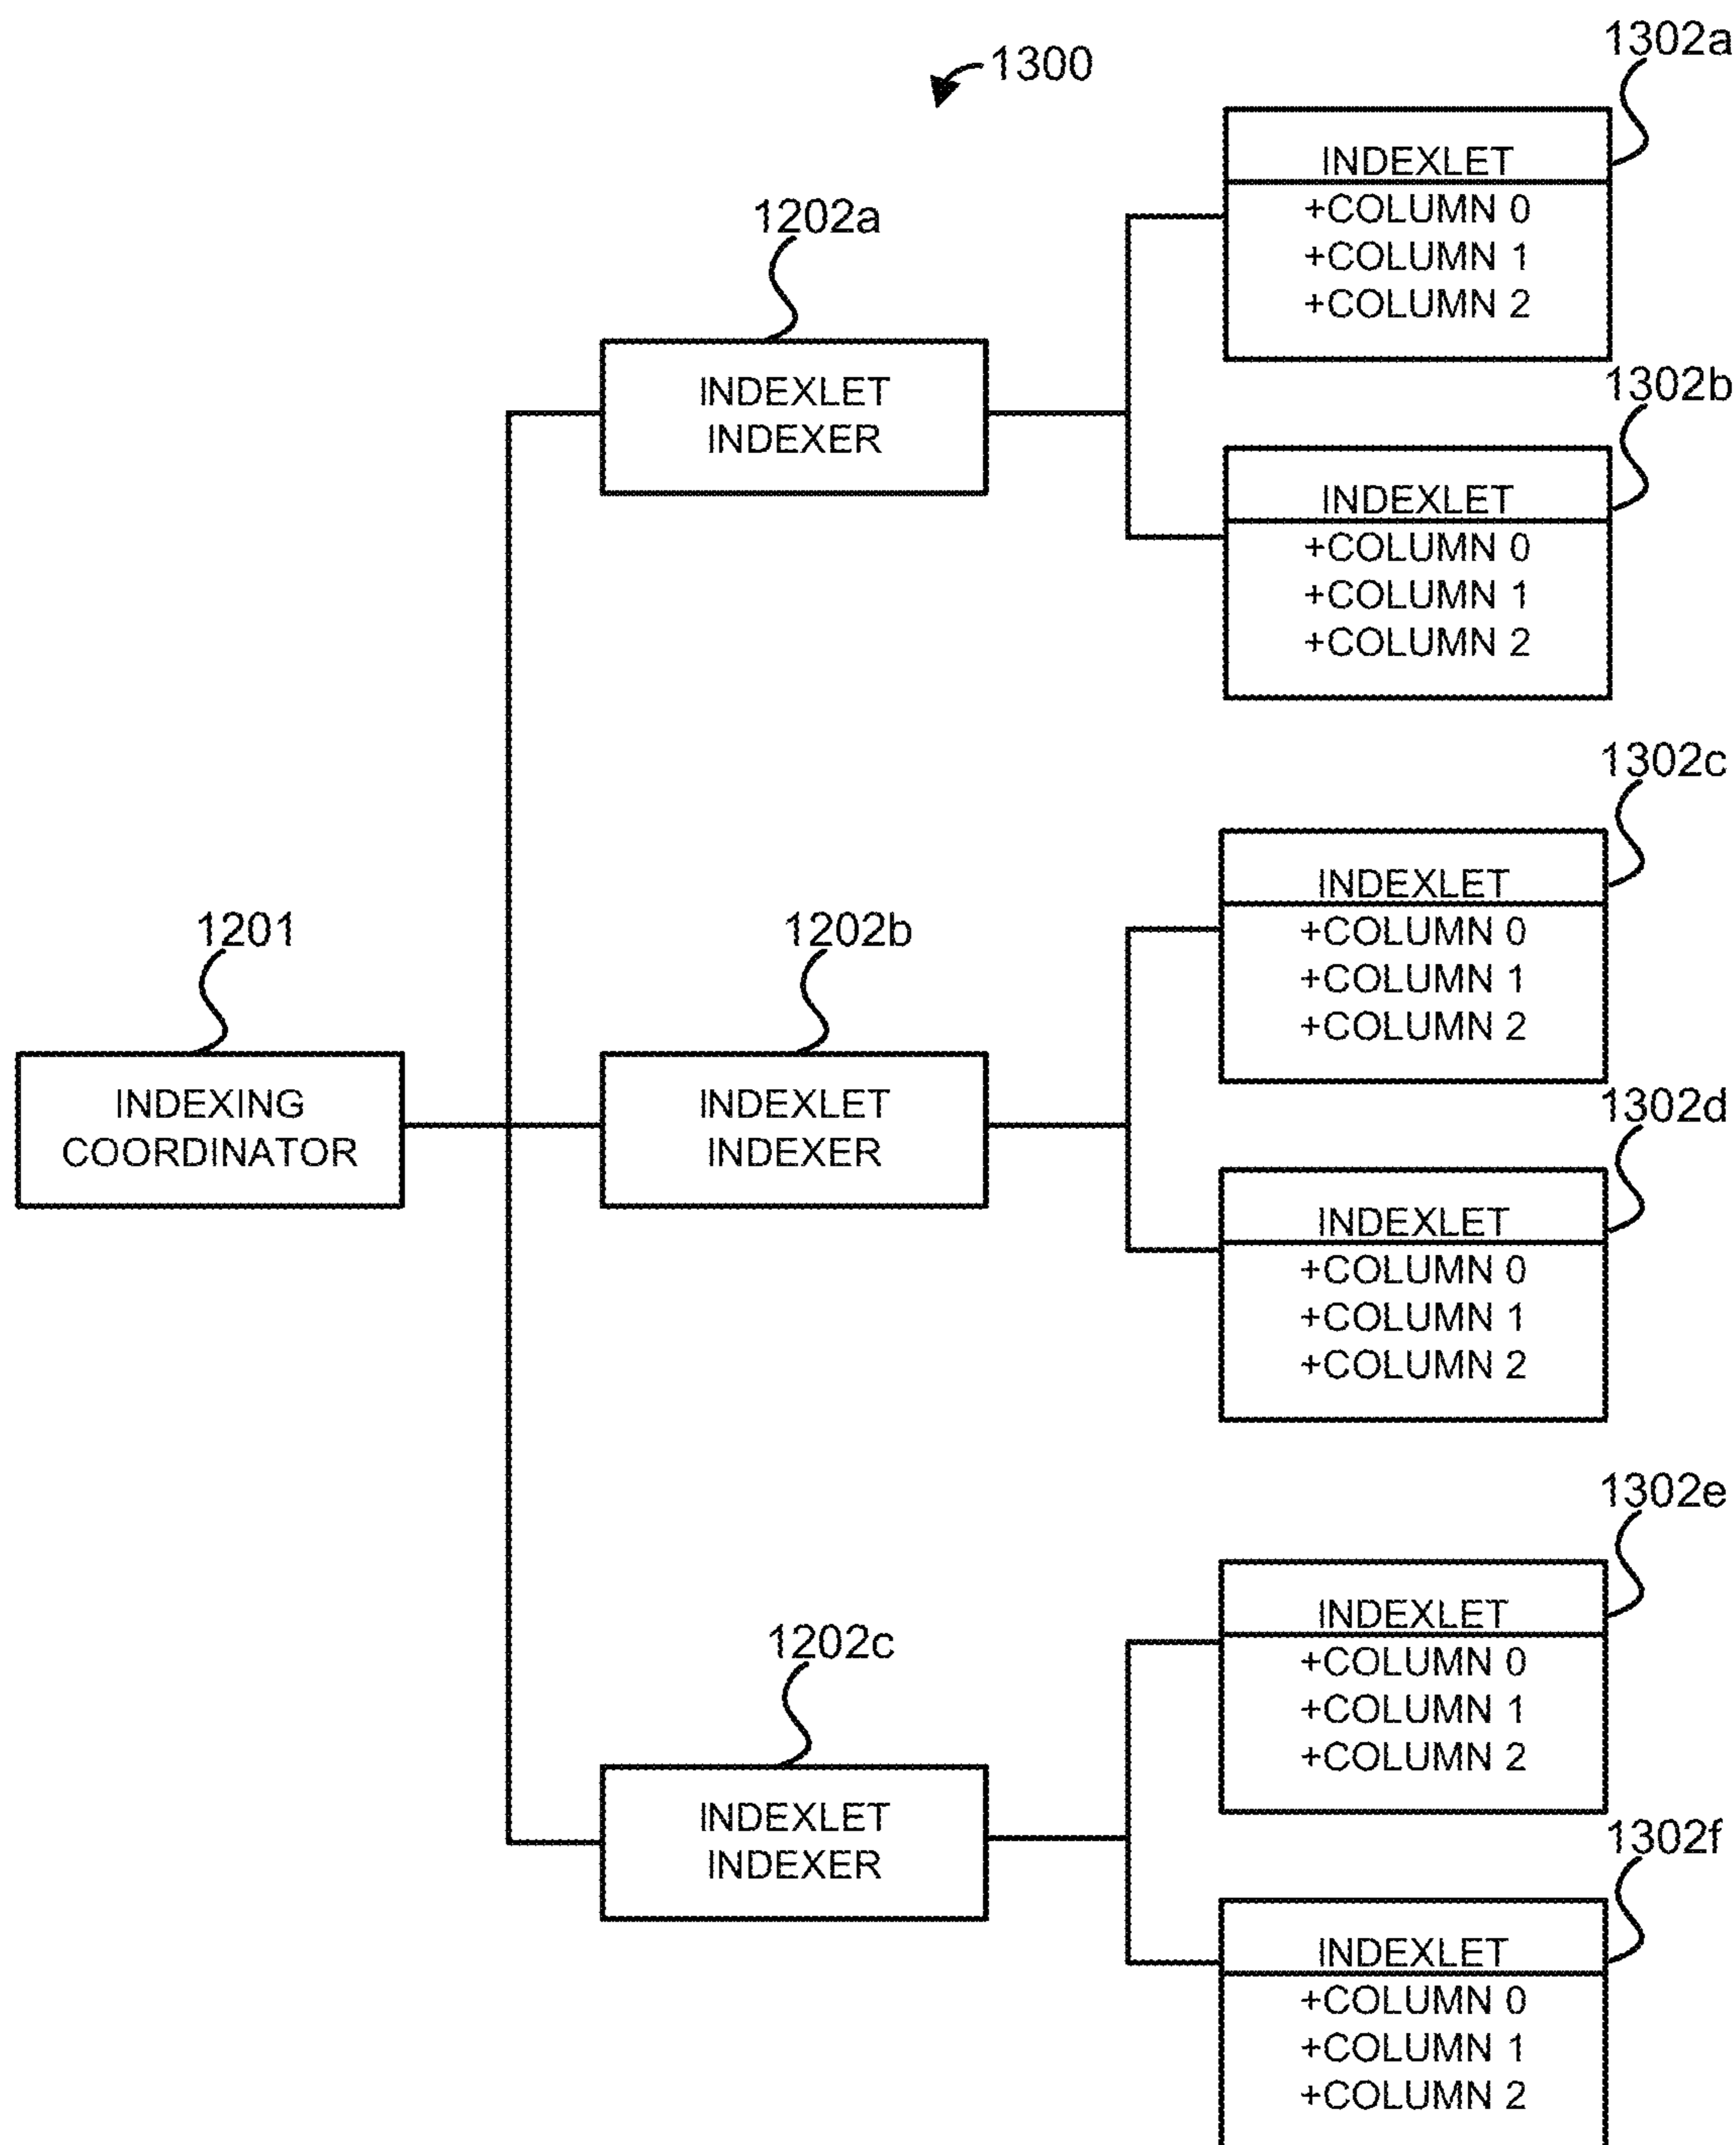 1300
1302a
INDEXLET
+COLUMN 0
+COLUMN 1
+COLUMN 2
1202a
INDEXLET
INDEXER
1302b
INDEXLET
+COLUMN 0
+COLUMN 1
+COLUMN 2
1302c
INDEXLET
+COLUMN 0
+COLUMN 1
+COLUMN 2
1201
INDEXING
COORDINATOR
1202b
INDEXLET
INDEXER
1302d
INDEXLET
+COLUMN 0
+COLUMN 1
+COLUMN 2
1302e
INDEXLET
+COLUMN 0
+COLUMN 1
+COLUMN 2
1202c
INDEXLET
INDEXER
1302f
INDEXLET
+COLUMN 0
+COLUMN 1
+COLUMN 2